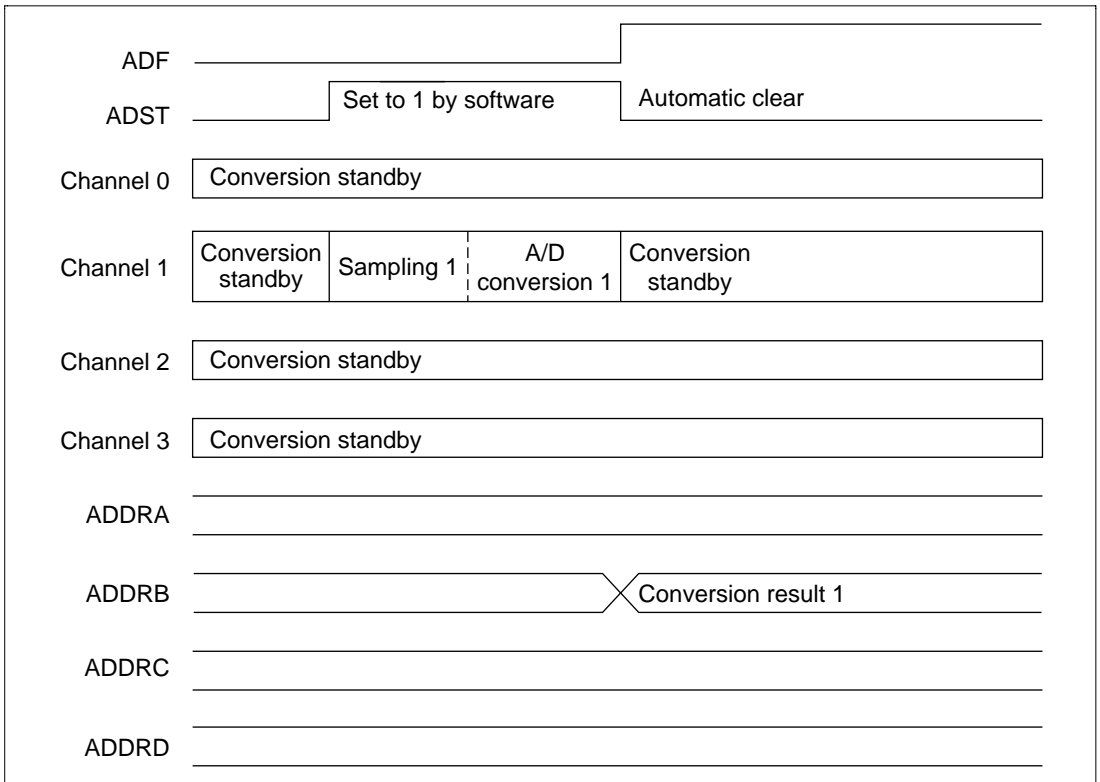 ADF
ADST
Set to 1 by software
Automatic clear
Channel 0
Conversion standby
Channel 1
Conversion
standby
Sampling 1
A/D
conversion 1
Conversion
standby
Channel 2
Conversion standby
Channel 3
Conversion standby
ADDRA
ADDRB
Conversion result 1
ADDRC
ADDRD